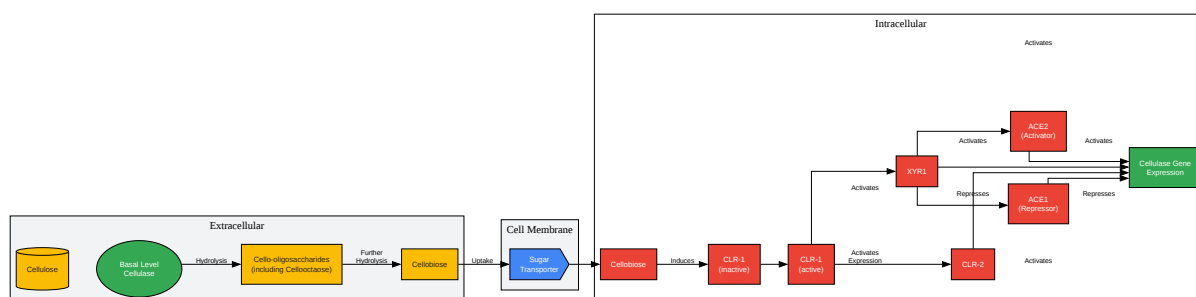 Intracellular
Activates
ACE2
(Activator)
Activates
Activates
XYR1
Cellulase Gene
Expression
Activates
Represses
Represses
ACE1
(Repressor)
Extracellular
Cell Membrane
Cellulose
Basal Level
Cellulase
Hydrolysis
Cello-oligosaccharides
(including Cellooctaose)
Further
Hydrolysis
Cellobiose
Uptake
Sugar
Transporter
Cellobiose
Induces
CLR-1
(inactive)
CLR-1
(active)
Activates
Expression
CLR-2
Activates